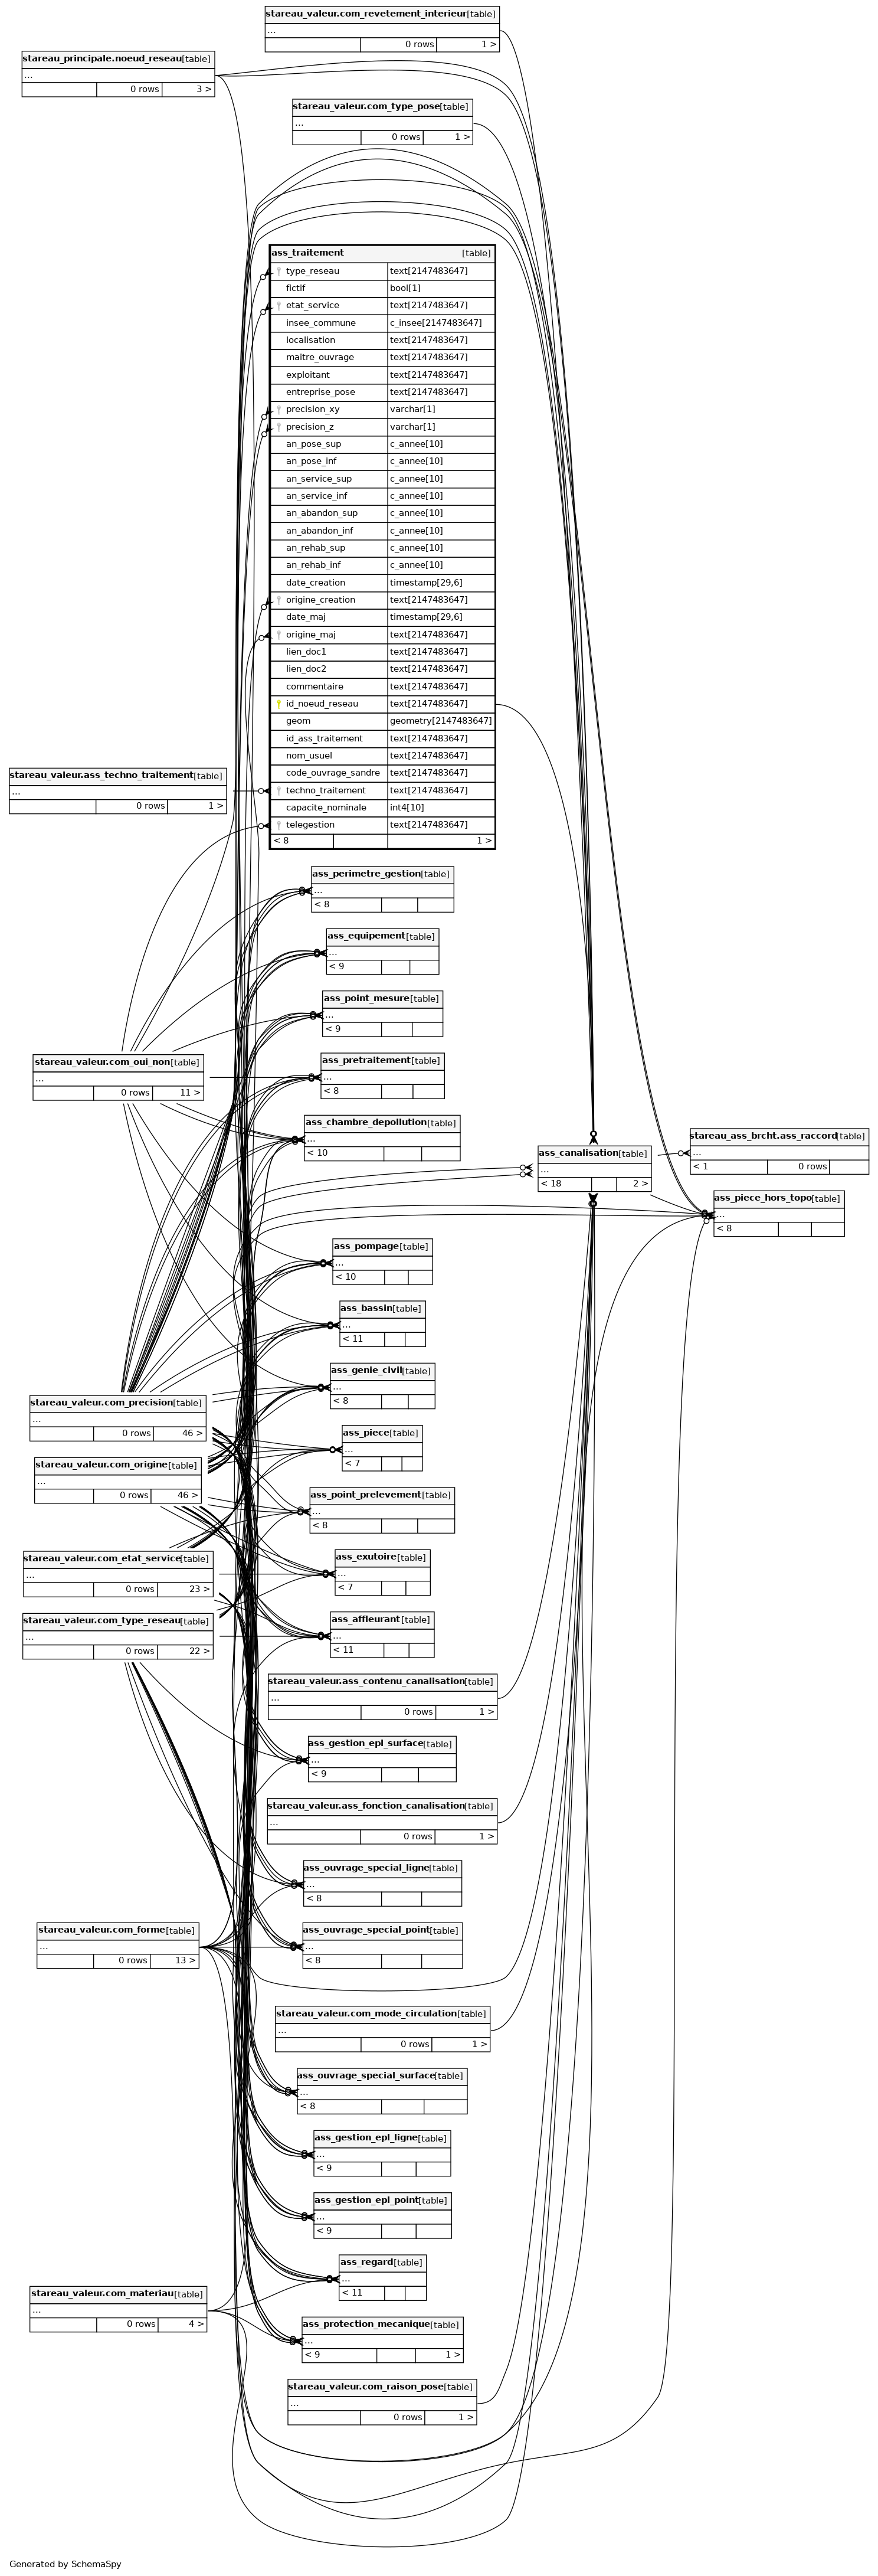 stareau_valeur.com_revetement_interieur [table]
...
0 rows 1 >
stareau_principale.noeud_reseau [table]
...
0 rows 3 >
stareau_valeur.com_type_pose [table]
...
0 rows 1 >
ass_traitement [table]
type_reseau text[2147483647]
fictif bool[1]
etat_service text[2147483647]
insee_commune c_insee[2147483647]
localisation text[2147483647]
maitre_ouvrage text[2147483647]
exploitant text[2147483647]
entreprise_pose text[2147483647]
precision_xy varchar[1]
precision_z varchar[1]
an_pose_sup c_annee[10]
an_pose_inf c_annee[10]
an_service_sup c_annee[10]
an_service_inf c_annee[10]
an_abandon_sup c_annee[10]
an_abandon_inf c_annee[10]
an_rehab_sup c_annee[10]
an_rehab_inf c_annee[10]
date_creation timestamp[29,6]
origine_creation text[2147483647]
date_maj timestamp[29,6]
origine_maj text[2147483647]
lien_doc1 text[2147483647]
lien_doc2 text[2147483647]
commentaire text[2147483647]
id_noeud_reseau text[2147483647]
geom geometry[2147483647]
id_ass_traitement text[2147483647]
nom_usuel text[2147483647]
code_ouvrage_sandre text[2147483647]
techno_traitement text[2147483647]
capacite_nominale int4[10]
telegestion text[2147483647]
< 8 1 >
stareau_valeur.ass_techno_traitement [table]
...
0 rows 1 >
ass_perimetre_gestion [table]
...
< 8
ass_equipement [table]
...
< 9
ass_point_mesure [table]
...
< 9
stareau_valeur.com_oui_non [table]
...
0 rows 11 >
ass_pretraitement [table]
...
< 8
ass_chambre_depollution [table]
...
< 10
ass_canalisation [table]
...
< 18 2 >
stareau_ass_brcht.ass_raccord [table]
...
< 1 0 rows
ass_piece_hors_topo [table]
...
< 8
ass_pompage [table]
...
< 10
ass_bassin [table]
...
< 11
ass_genie_civil [table]
...
< 8
stareau_valeur.com_precision [table]
...
0 rows 46 >
ass_piece [table]
...
< 7
stareau_valeur.com_origine [table]
...
0 rows 46 >
ass_point_prelevement [table]
...
< 8
stareau_valeur.com_etat_service [table]
...
0 rows 23 >
ass_exutoire [table]
...
< 7
stareau_valeur.com_type_reseau [table]
...
0 rows 22 >
ass_affleurant [table]
...
< 11
stareau_valeur.ass_contenu_canalisation [table]
...
0 rows 1 >
ass_gestion_epl_surface [table]
...
< 9
stareau_valeur.ass_fonction_canalisation [table]
...
0 rows 1 >
ass_ouvrage_special_ligne [table]
...
< 8
stareau_valeur.com_forme [table]
...
0 rows 13 >
ass_ouvrage_special_point [table]
...
< 8
stareau_valeur.com_mode_circulation [table]
...
0 rows 1 >
ass_ouvrage_special_surface [table]
...
< 8
ass_gestion_epl_ligne [table]
...
< 9
ass_gestion_epl_point [table]
...
< 9
ass_regard [table]
...
< 11
stareau_valeur.com_materiau [table]
...
0 rows 4 >
ass_protection_mecanique [table]
...
< 9 1 >
stareau_valeur.com_raison_pose [table]
...
0 rows 1 >
Generated by SchemaSpy